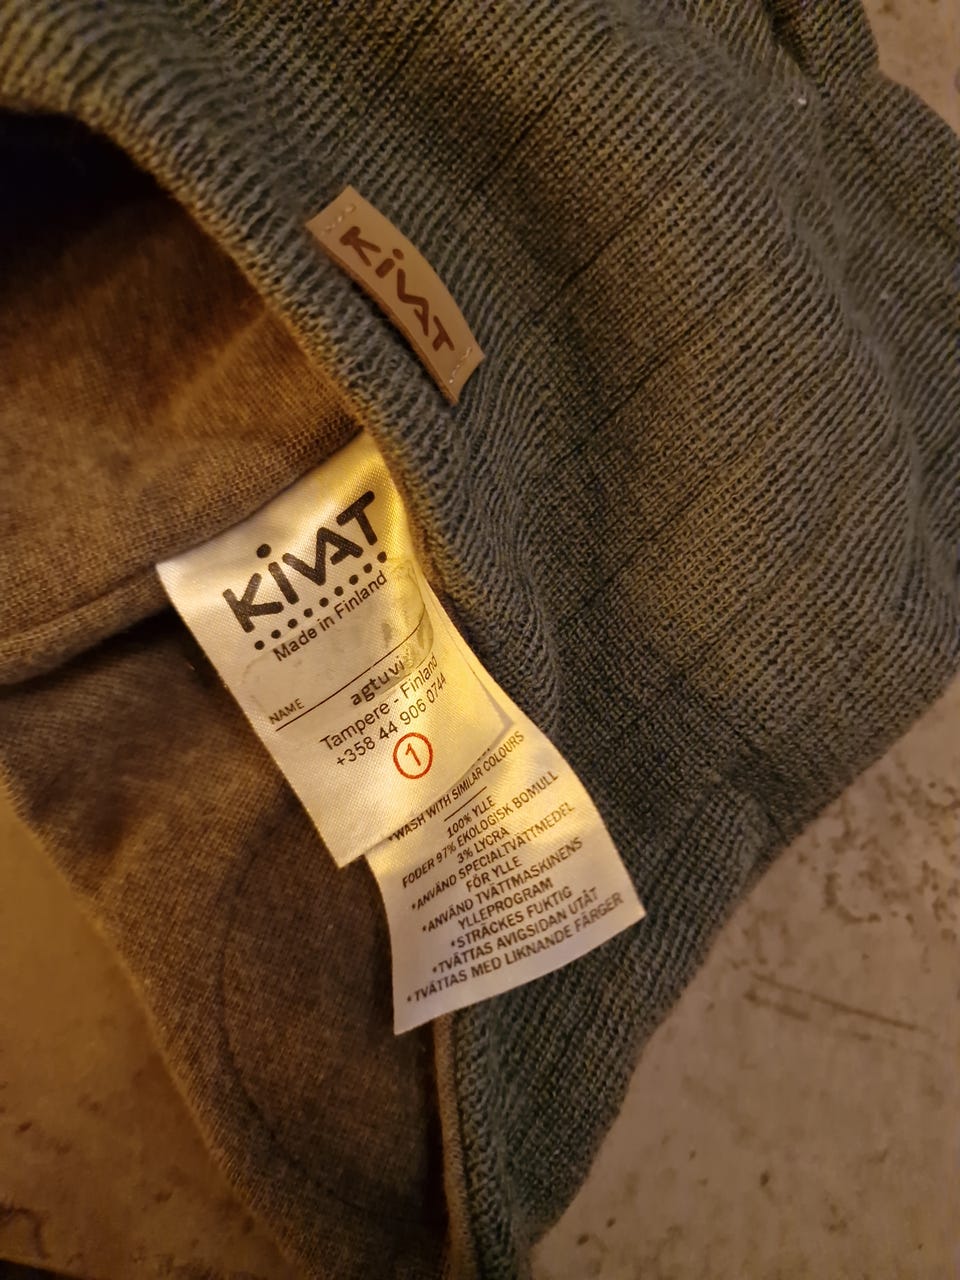 KiVAT
KiVAT
Made in Finland
NAME
Tampere - Finland
+358 44 906 0744
1
*WASH WITH SIMILAR COLOURS
100% YLLE
FODER 97% EKOLOGISK BOMULL
3% LYCRA
*ANVÄND SPECIALTVÄTTMEDEL
FÖR YLLE
*ANVÄND TVÄTTMASKINENS
YLLEPROGRAM
*STRÄCKES FUKTIG
*TVÄTTAS AVIGSIDAN UTÅT
*TVÄTTAS MED LIKNANDE FÄRGER